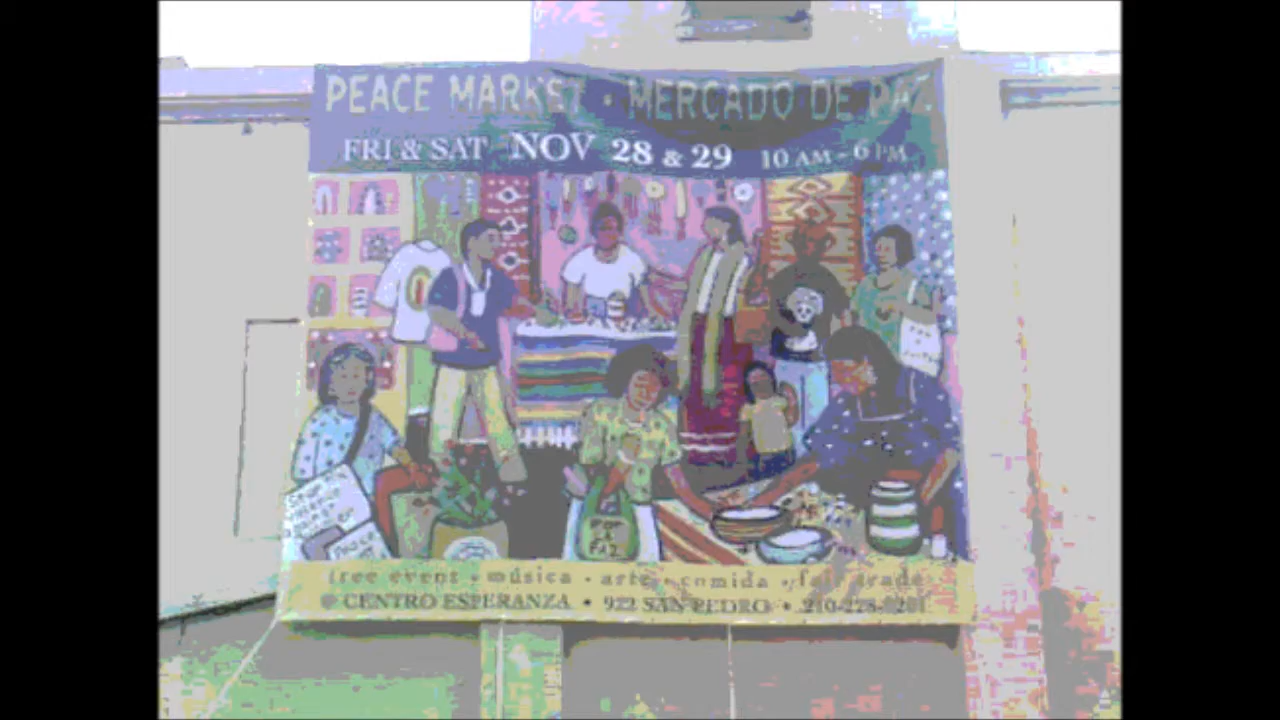 PEACE MARKET • MERCADO DE PAZ
FRI & SAT NOV 28 & 29 10 AM - 6 PM
free event • música • arte • comida • fair trade
@ CENTRO ESPERANZA • 922 SAN PEDRO • 210-228-0201